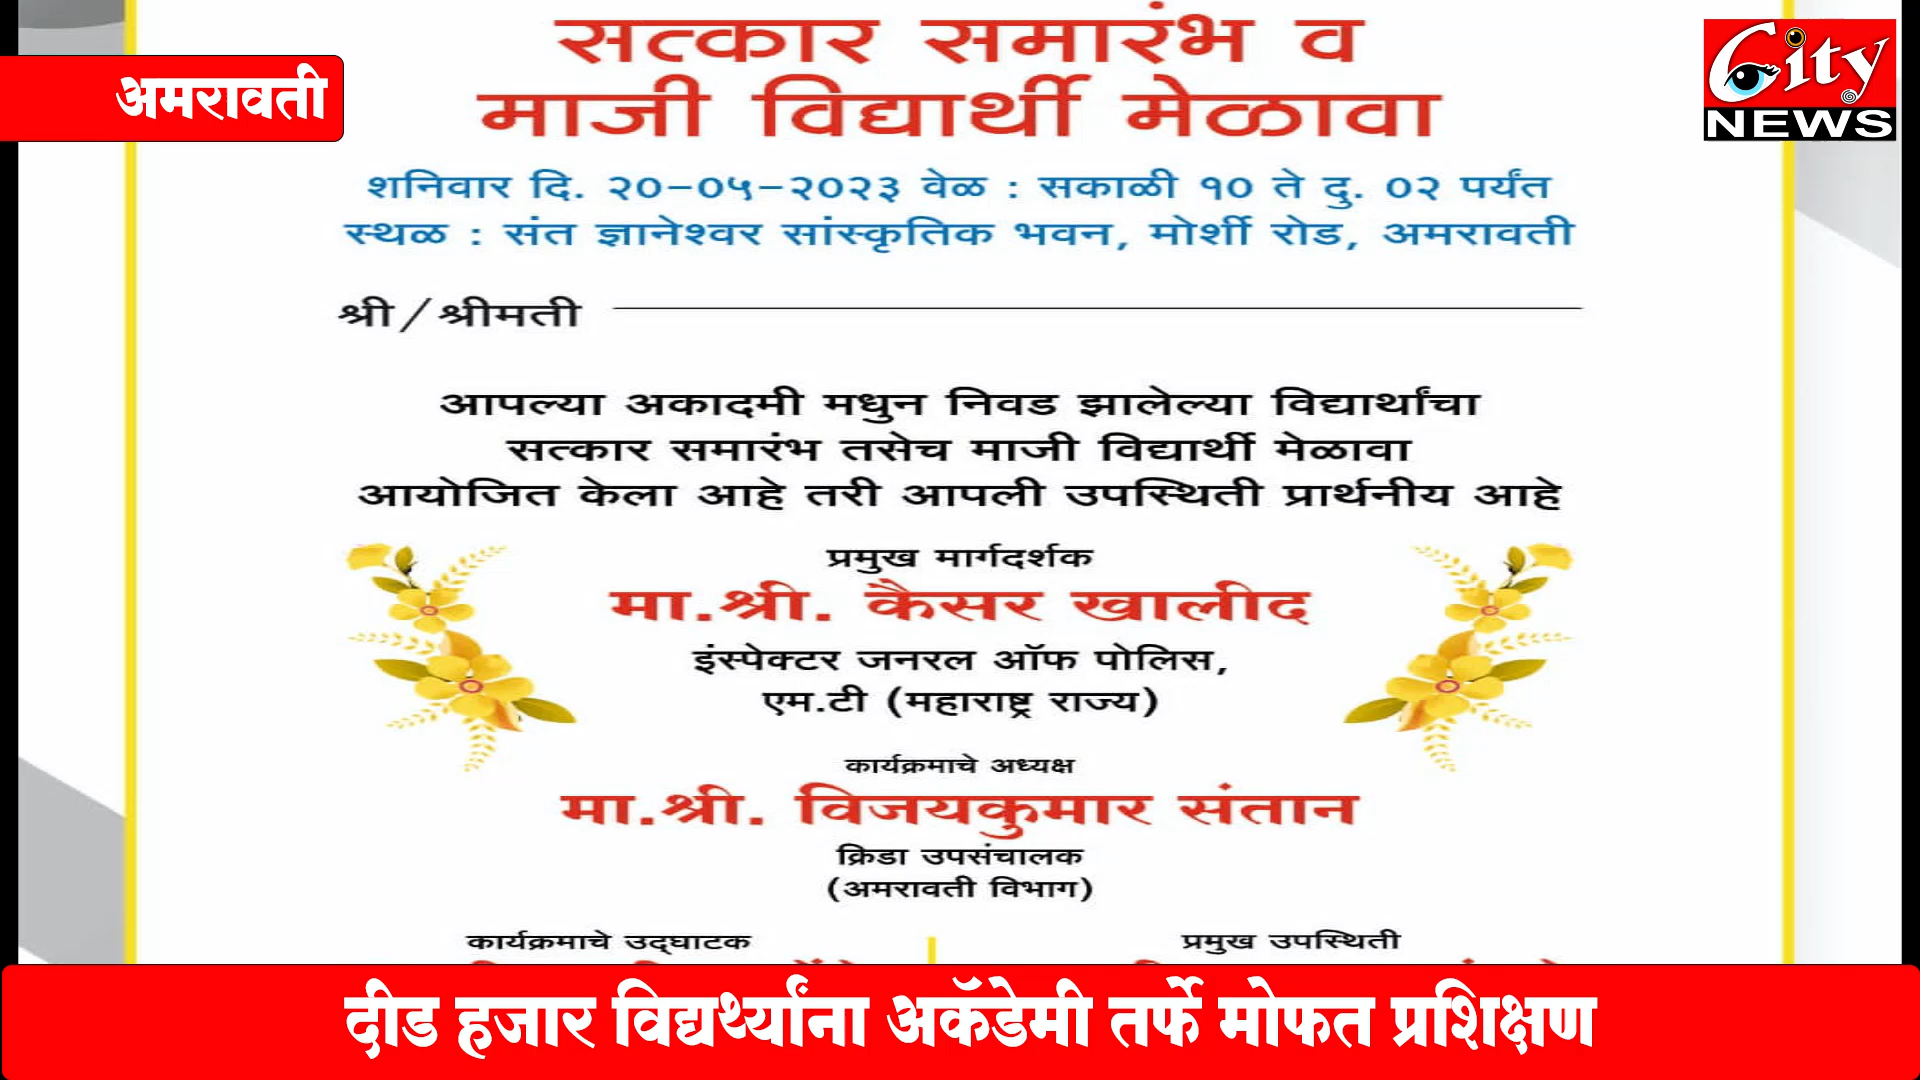 सत्कार समारंभ व
माजी विद्यार्थी मेळावा
अमरावती
City
NEWS
शनिवार दि. २०-०५-२०२३ वेळ : सकाळी १० ते दु. ०२ पर्यंत
स्थळ : संत ज्ञानेश्वर सांस्कृतिक भवन, मोर्शी रोड, अमरावती
श्री/श्रीमती
आपल्या अकादमी मधुन निवड झालेल्या विद्यार्थांचा
सत्कार समारंभ तसेच माजी विद्यार्थी मेळावा
आयोजित केला आहे तरी आपली उपस्थिती प्रार्थनीय आहे
प्रमुख मार्गदर्शक
मा.श्री. कैसर खालीद
इंस्पेक्टर जनरल ऑफ पोलिस,
एम.टी (महाराष्ट्र राज्य)
कार्यक्रमाचे अध्यक्ष
मा.श्री. विजयकुमार संतान
क्रिडा उपसंचालक
(अमरावती विभाग)
कार्यक्रमाचे उद्घाटक
प्रमुख उपस्थिती
दीड हजार विद्यर्थ्यांना अकॅडेमी तर्फे मोफत प्रशिक्षण